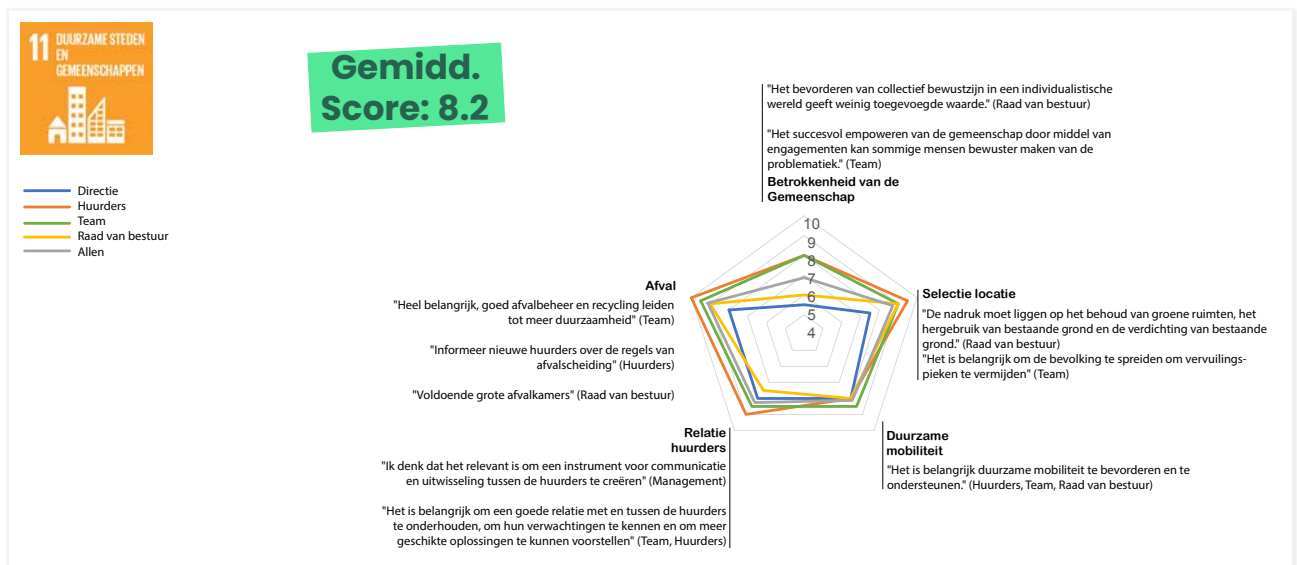 11 DUURZAME STEDEN
EN
GEMEENSCHAPPEN
Gemidd.
Score: 8.2
Directie
Huurders
Team
Raad van bestuur
Allen
"Het bevorderen van collectief bewustzijn in een individualistische
wereld geeft weinig toegevoegde waarde." (Raad van bestuur)
"Het succesvol empoweren van de gemeenschap door middel van
engagementen kan sommige mensen bewuster maken van de
problematiek." (Team)
Betrokkenheid van de
Gemeenschap
10
9
8
7
6
5
4
Afval
"Heel belangrijk, goed afvalbeheer en recycling leiden
tot meer duurzaamheid" (Team)
"Informeer nieuwe huurders over de regels van
afvalscheiding" (Huurders)
"Voldoende grote afvalkamers" (Raad van bestuur)
Selectie locatie
"De nadruk moet liggen op het behoud van groene ruimten, het
hergebruik van bestaande grond en de verdichting van bestaande
grond." (Raad van bestuur)
"Het is belangrijk om de bevolking te spreiden om vervuilings-
pieken te vermijden" (Team)
Relatie
huurders
"Ik denk dat het relevant is om een instrument voor communicatie
en uitwisseling tussen de huurders te creëren" (Management)
"Het is belangrijk om een goede relatie met en tussen de huurders
te onderhouden, om hun verwachtingen te kennen en om meer
geschikte oplossingen te kunnen voorstellen" (Team, Huurders)
Duurzame
mobiliteit
"Het is belangrijk duurzame mobiliteit te bevorderen en te
ondersteunen." (Huurders, Team, Raad van bestuur)